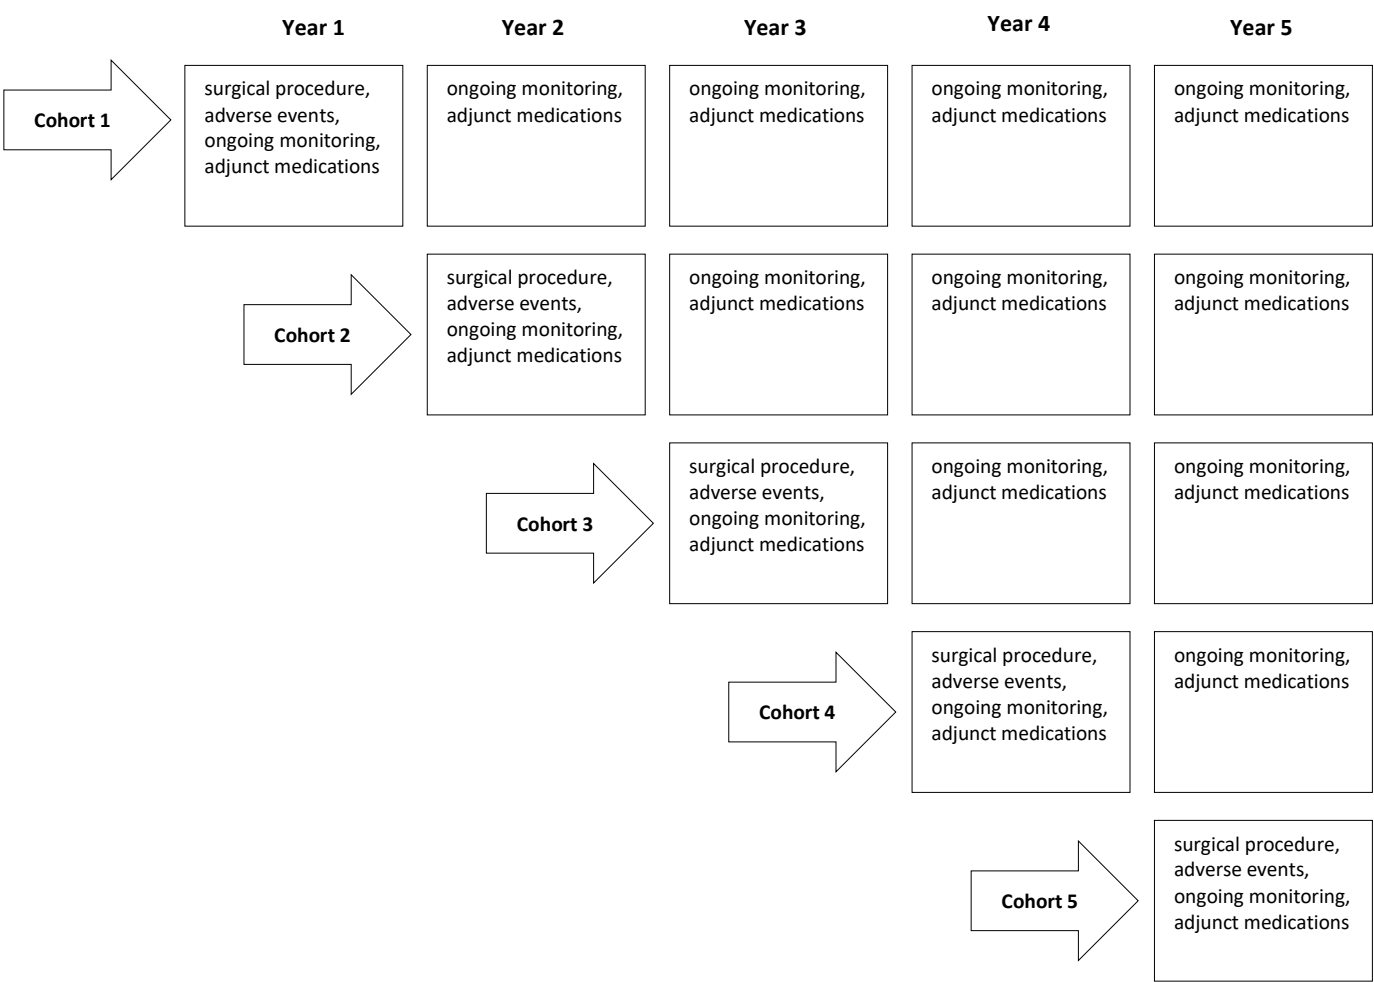 Year 1
Year 2
Year 3
Year 4
Year 5
Cohort 1
surgical procedure,
adverse events,
ongoing monitoring,
adjunct medications
ongoing monitoring,
adjunct medications
ongoing monitoring,
adjunct medications
ongoing monitoring,
adjunct medications
ongoing monitoring,
adjunct medications
Cohort 2
surgical procedure,
adverse events,
ongoing monitoring,
adjunct medications
ongoing monitoring,
adjunct medications
ongoing monitoring,
adjunct medications
ongoing monitoring,
adjunct medications
Cohort 3
surgical procedure,
adverse events,
ongoing monitoring,
adjunct medications
ongoing monitoring,
adjunct medications
ongoing monitoring,
adjunct medications
Cohort 4
surgical procedure,
adverse events,
ongoing monitoring,
adjunct medications
ongoing monitoring,
adjunct medications
Cohort 5
surgical procedure,
adverse events,
ongoing monitoring,
adjunct medications